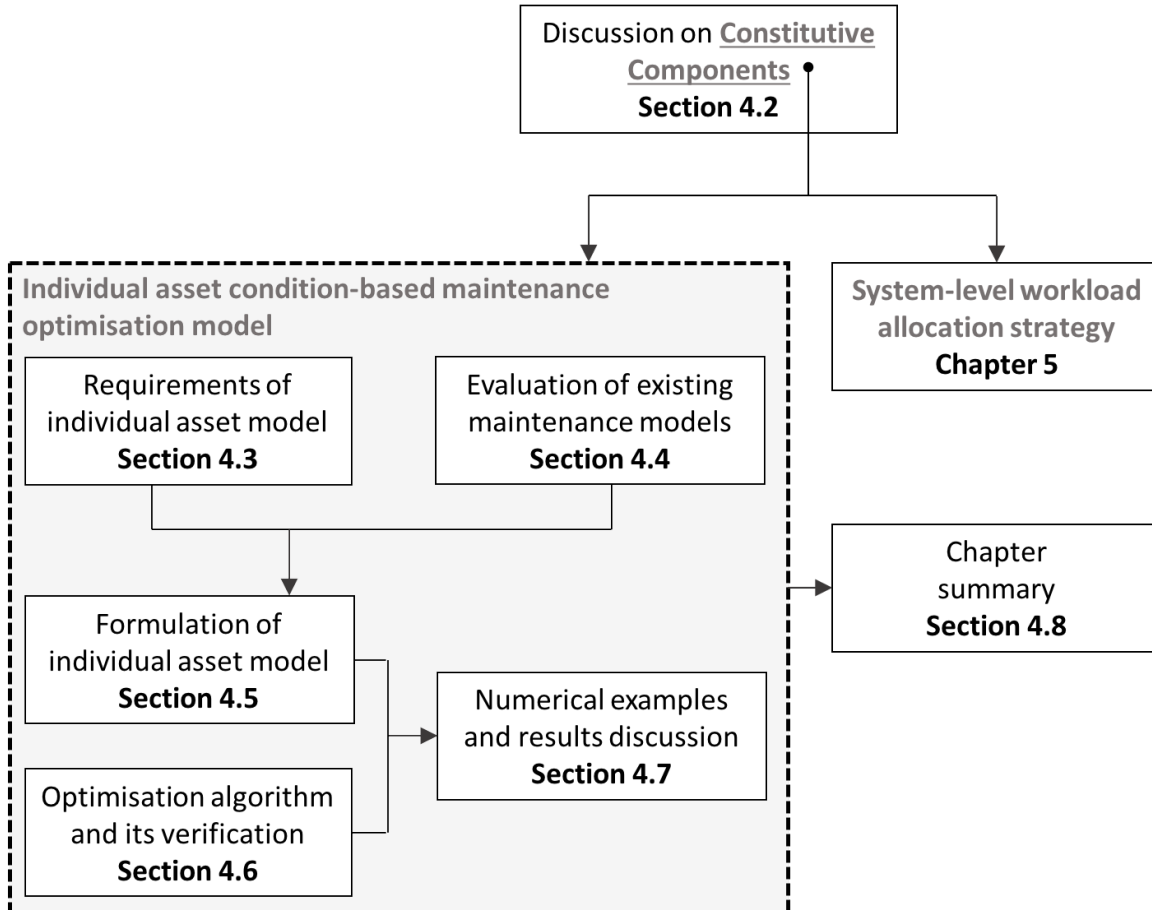 Discussion on Constitutive
Components
Section 4.2
Individual asset condition-based maintenance
optimisation model
System-level workload
allocation strategy
Chapter 5
Requirements of
individual asset model
Section 4.3
Evaluation of existing
maintenance models
Section 4.4
Chapter
summary
Section 4.8
Formulation of
individual asset model
Section 4.5
Numerical examples
and results discussion
Section 4.7
Optimisation algorithm
and its verification
Section 4.6